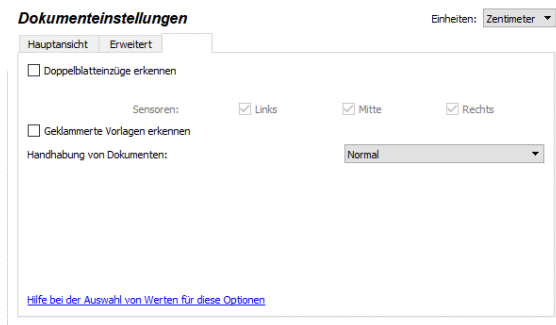 Dokumenteinstellungen
Einheiten: Zentimeter
Hauptansicht Erweitert
Doppelblatteinzüge erkennen
Sensoren: Links Mitte Rechts
Geklammerte Vorlagen erkennen
Handhabung von Dokumenten: Normal
Hilfe bei der Auswahl von Werten für diese Optionen